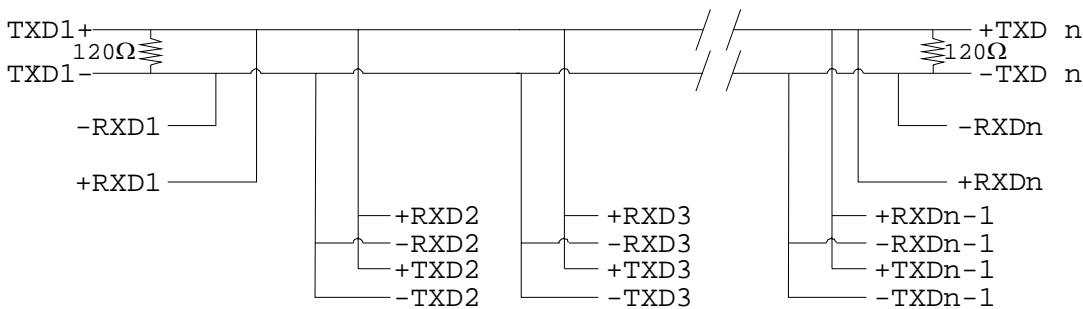 TXD1+ +TXD n
120Ω 120Ω
TXD1- -TXD n
-RXD1 -RXDn
+RXD1 +RXDn
+RXD2 +RXD3 +RXDn-1
-RXD2 -RXD3 -RXDn-1
+TXD2 +TXD3 +TXDn-1
-TXD2 -TXD3 -TXDn-1